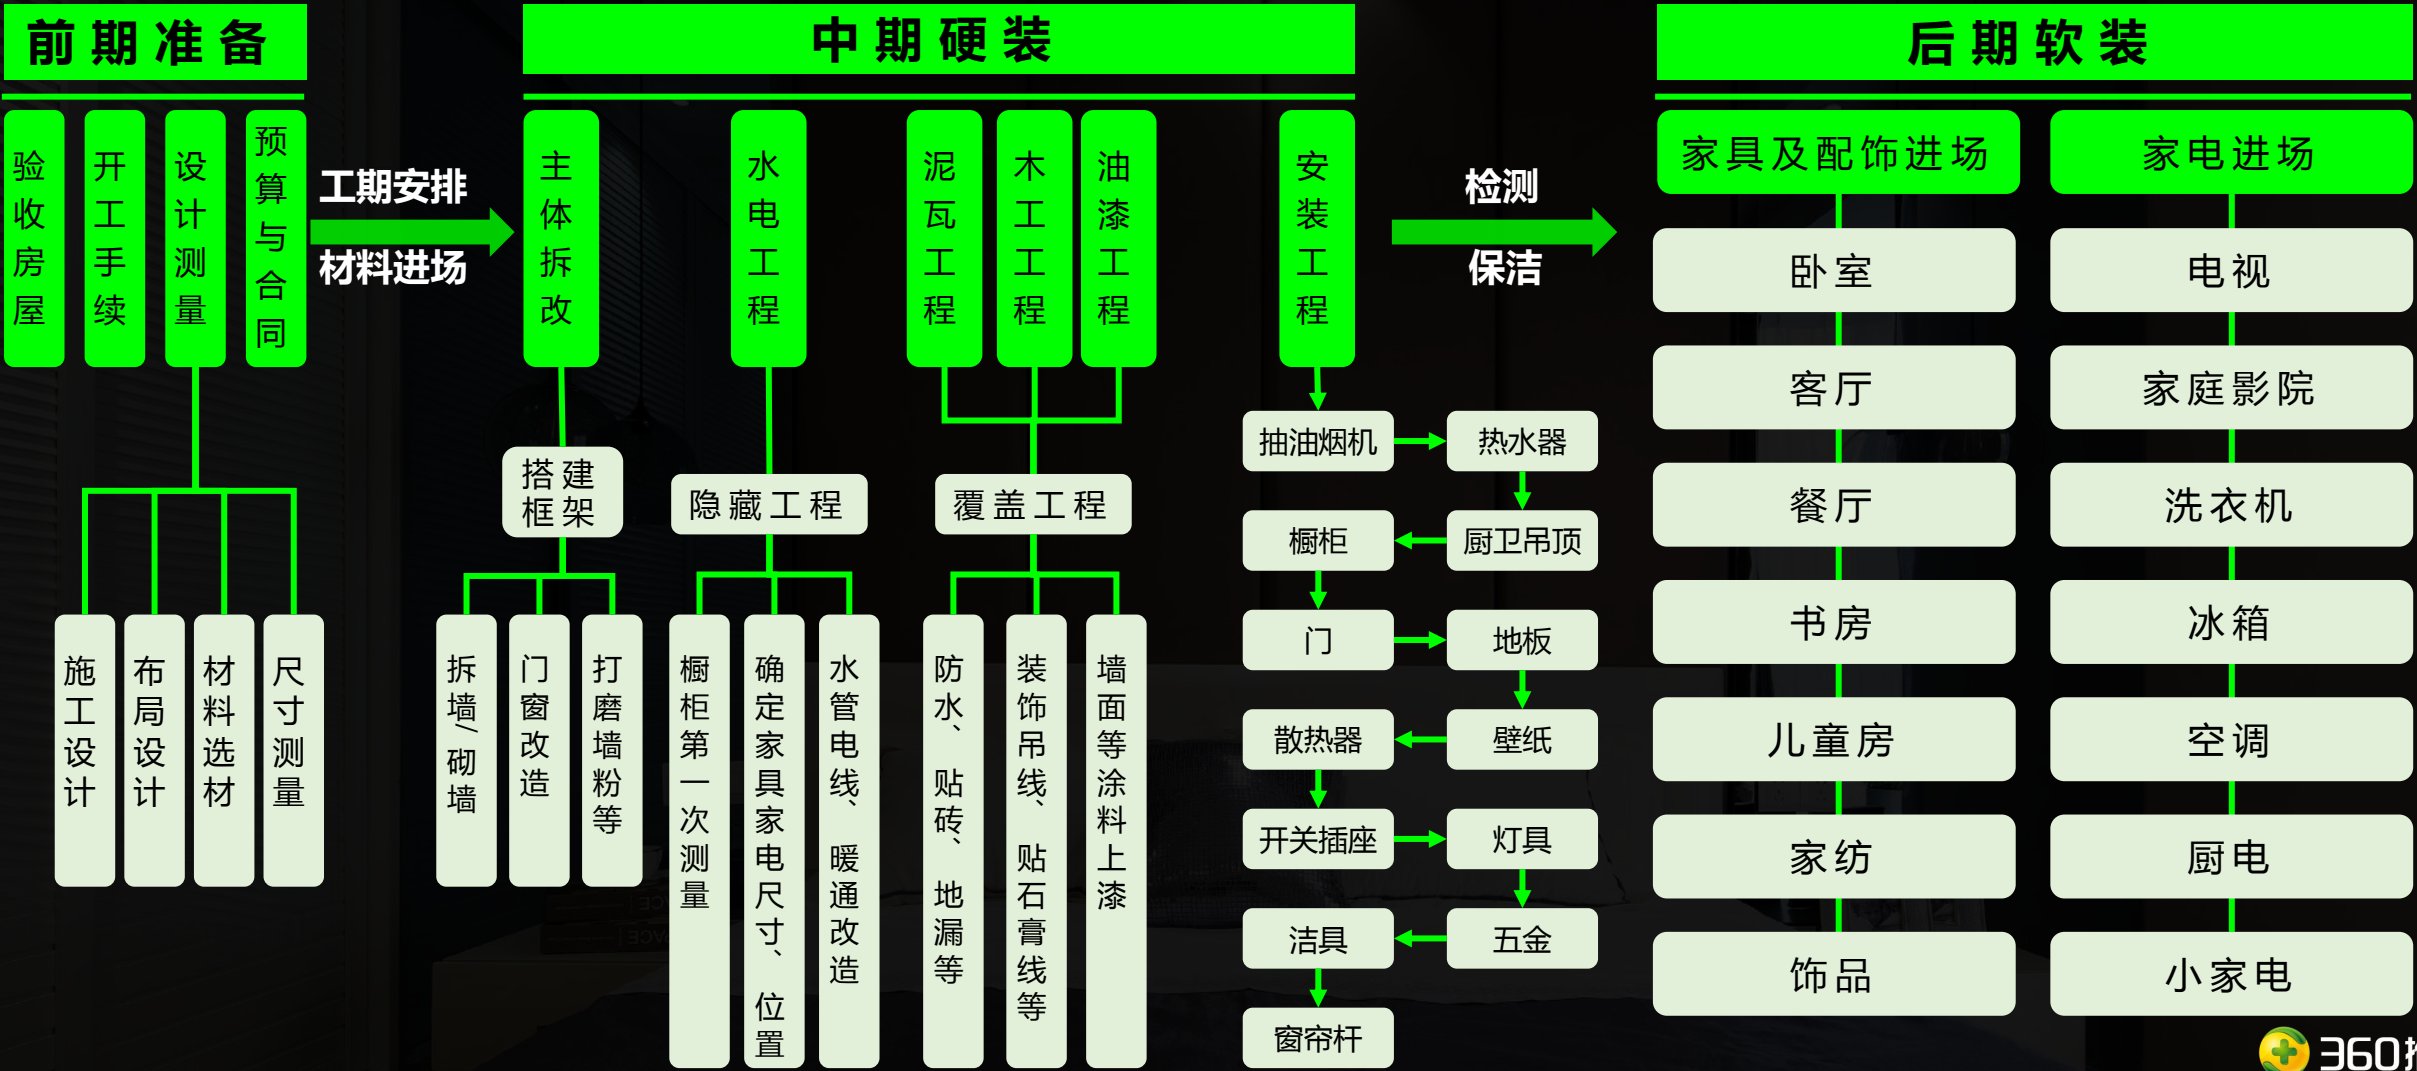 前期准备
验收房屋
开工手续
设计测量
预算与合同
施工设计
布局设计
材料选材
尺寸测量
工期安排
材料进场
中期硬装
主体拆改
水电工程
泥瓦工程
木工工程
油漆工程
安装工程
搭建
框架
隐藏工程
覆盖工程
拆墙/砌墙
门窗改造
打磨墙粉等
橱柜第一次测量
确定家具家电尺寸、位置
水管电线、暖通改造
防水、贴砖、地漏等
装饰吊线、贴石膏线等
墙面等涂料上漆
抽油烟机
热水器
厨卫吊顶
橱柜
门
地板
壁纸
散热器
开关插座
灯具
五金
洁具
窗帘杆
检测
保洁
后期软装
家具及配饰进场
卧室
客厅
餐厅
书房
儿童房
家纺
饰品
家电进场
电视
家庭影院
洗衣机
冰箱
空调
厨电
小家电
360推